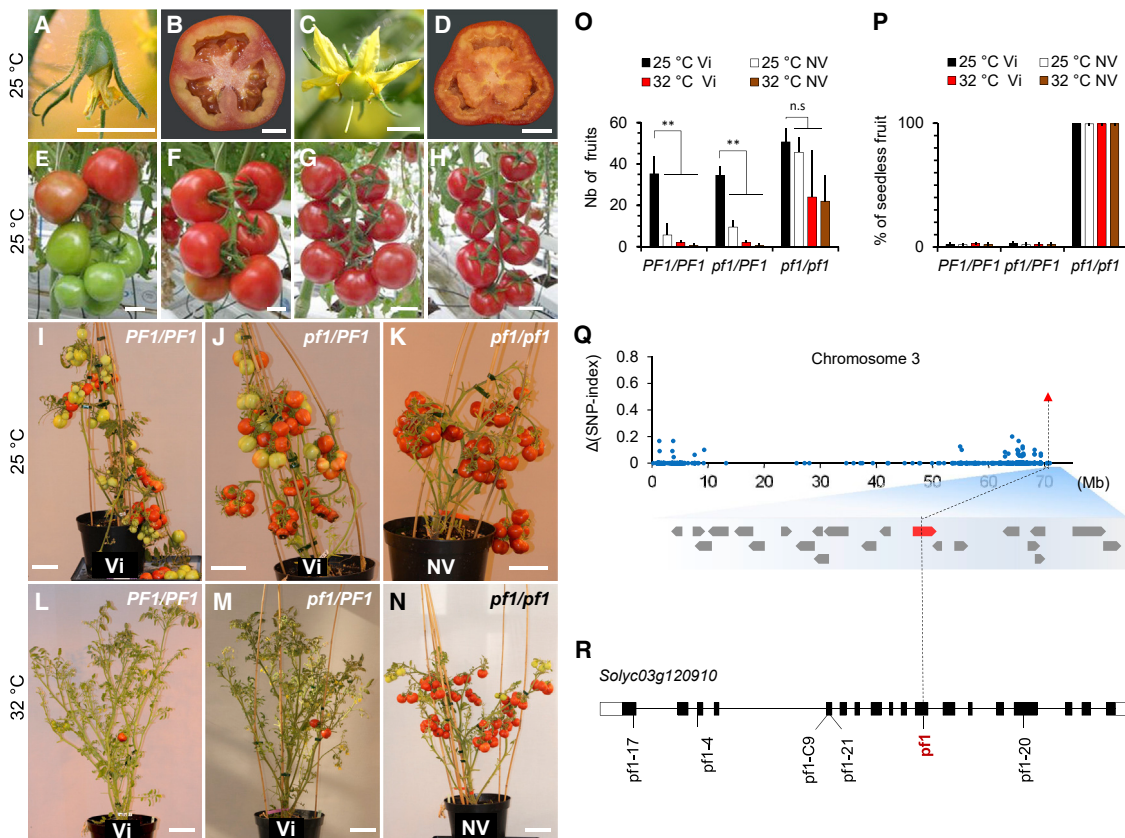 A
B
C
D
25 °C
E
F
G
H
25 °C
I
PF1/PF1
J
pf1/PF1
K
pf1/pf1
25 °C
Vi
Vi
NV
L
PF1/PF1
M
pf1/PF1
N
pf1/pf1
32 °C
Vi
Vi
NV
O
25 °C Vi
25 °C NV
32 °C Vi
32 °C NV
n.s
**
**
60
40
20
0
Nb of fruits
PF1/PF1
pf1/PF1
pf1/pf1
P
25 °C Vi
25 °C NV
32 °C Vi
32 °C NV
100
0
% of seedless fruit
PF1/PF1
pf1/PF1
pf1/pf1
Q
Chromosome 3
0.8
0.6
0.4
0.2
0
Δ(SNP-index)
0 10 20 30 40 50 60 70 (Mb)
R
Solyc03g120910
pf1-17
pf1-4
pf1-C9
pf1-21
pf1
pf1-20